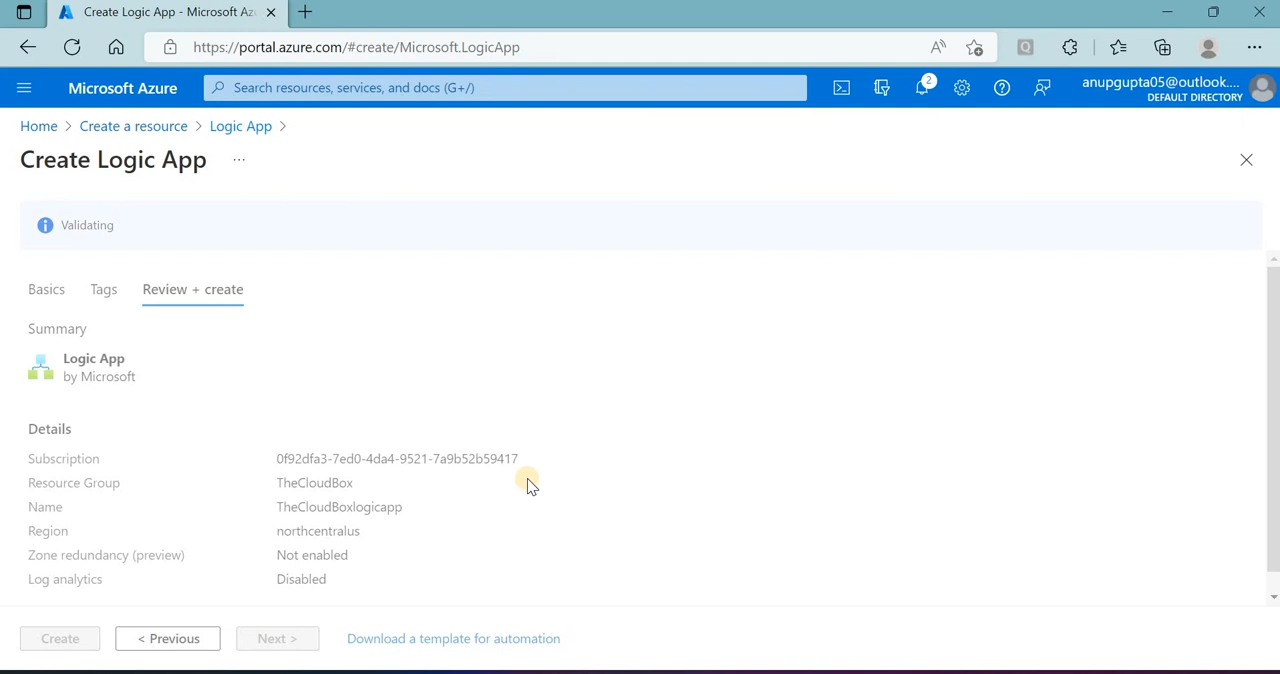 Create Logic App - Microsoft Az
https://portal.azure.com/#create/Microsoft.LogicApp
Microsoft Azure
Search resources, services, and docs (G+/)
2
anupgupta05@outlook....
DEFAULT DIRECTORY
Home > Create a resource > Logic App >
Create Logic App ...
Validating
Basics Tags Review + create
Summary
Logic App
by Microsoft
Details
Subscription 0f92dfa3-7ed0-4da4-9521-7a9b52b59417
Resource Group TheCloudBox
Name TheCloudBoxlogicapp
Region northcentralus
Zone redundancy (preview) Not enabled
Log analytics Disabled
Create < Previous Next > Download a template for automation